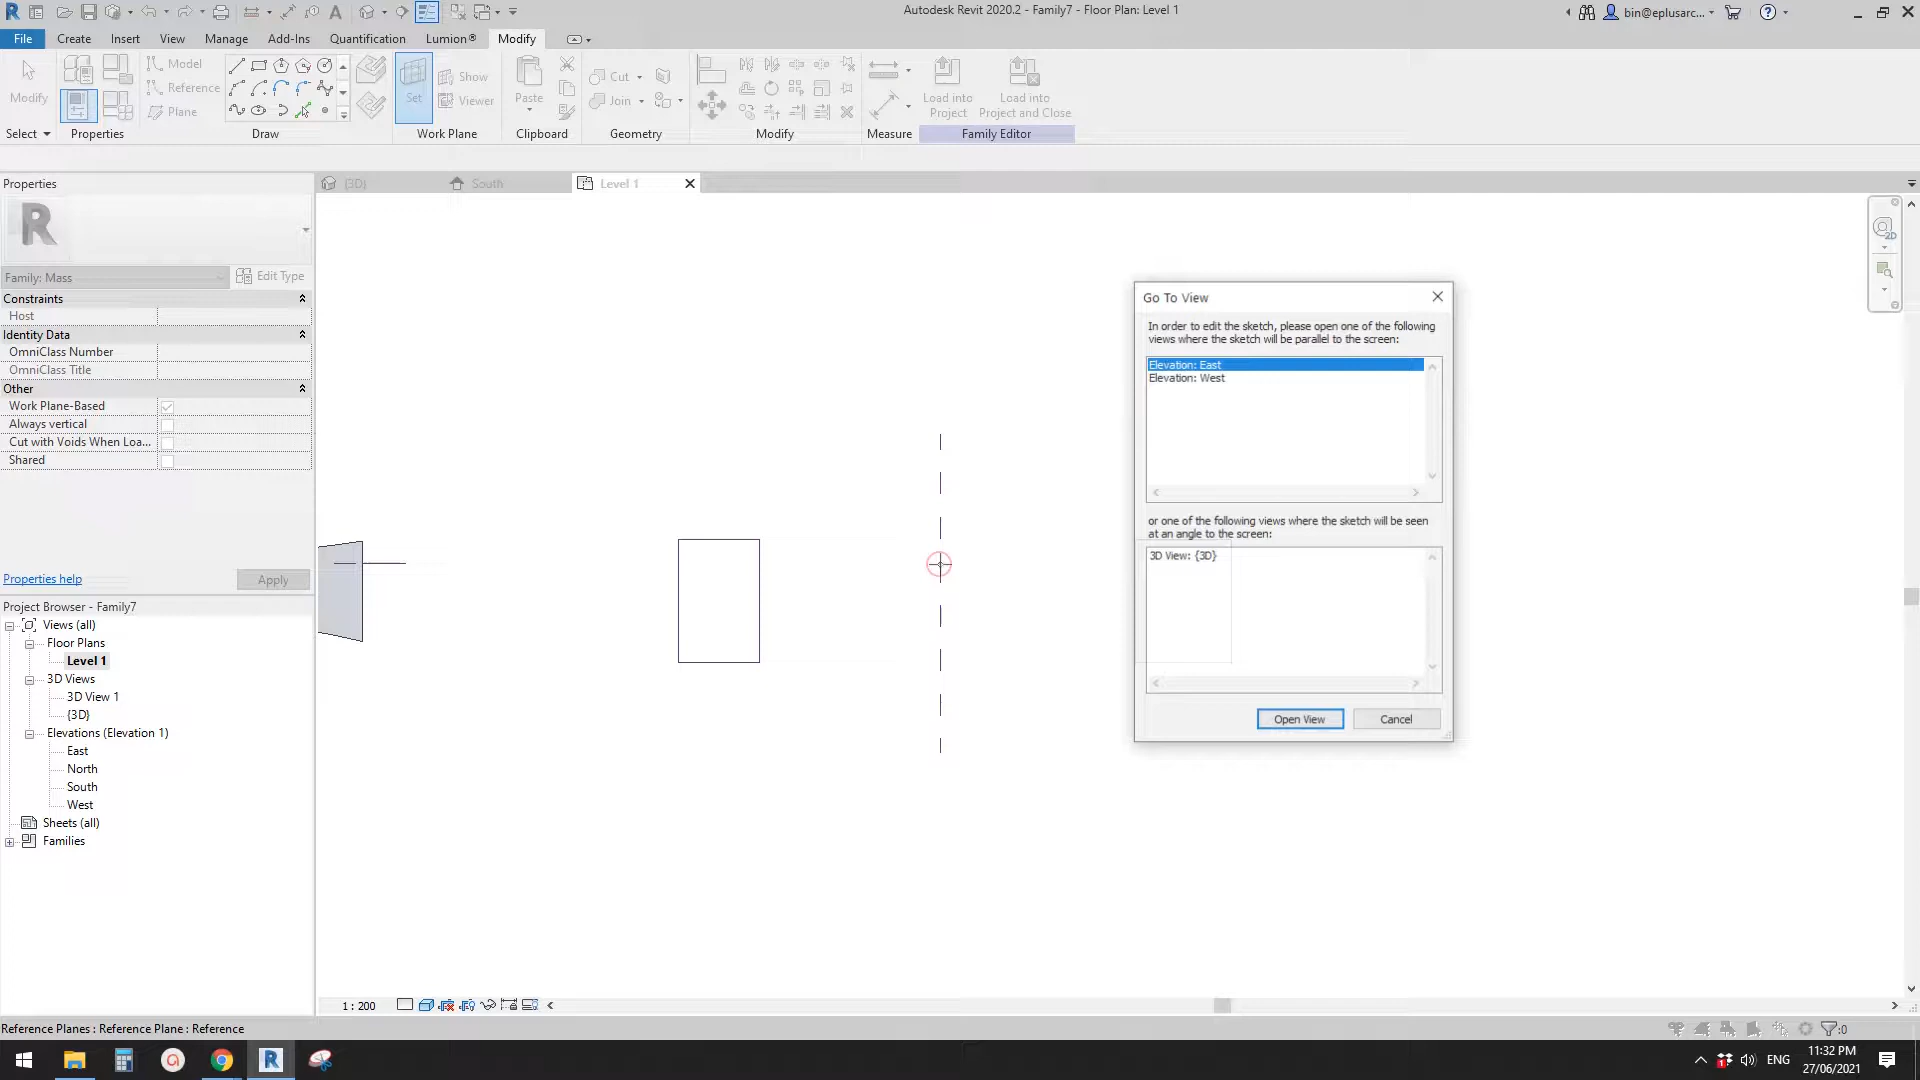 Autodesk Revit 2020.2 - Family7 - Floor Plan: Level 1
bin@eplusarc...
File Create Insert View Manage Add-Ins Quantification Lumion® Modify
Modify
Model
Reference
Plane
Set
Show
Viewer
Paste
Cut
Join
Load into Project
Load into Project and Close
Select Properties Draw Work Plane Clipboard Geometry Modify Measure Family Editor
Properties
{3D} South Level 1
2D
R
Family: Mass Edit Type
Constraints
Host
Identity Data
OmniClass Number
OmniClass Title
Other
Work Plane-Based
Always vertical
Cut with Voids When Loa...
Shared
Properties help Apply
Project Browser - Family7
Views (all)
Floor Plans
Level 1
3D Views
3D View 1
{3D}
Elevations (Elevation 1)
East
North
South
West
Sheets (all)
Families
Go To View
In order to edit the sketch, please open one of the following
views where the sketch will be parallel to the screen:
Elevation: East
Elevation: West
or one of the following views where the sketch will be seen
at an angle to the screen:
3D View: {3D}
Open View Cancel
1 : 200
Reference Planes : Reference Plane : Reference
:0
ENG
11:32 PM
27/06/2021